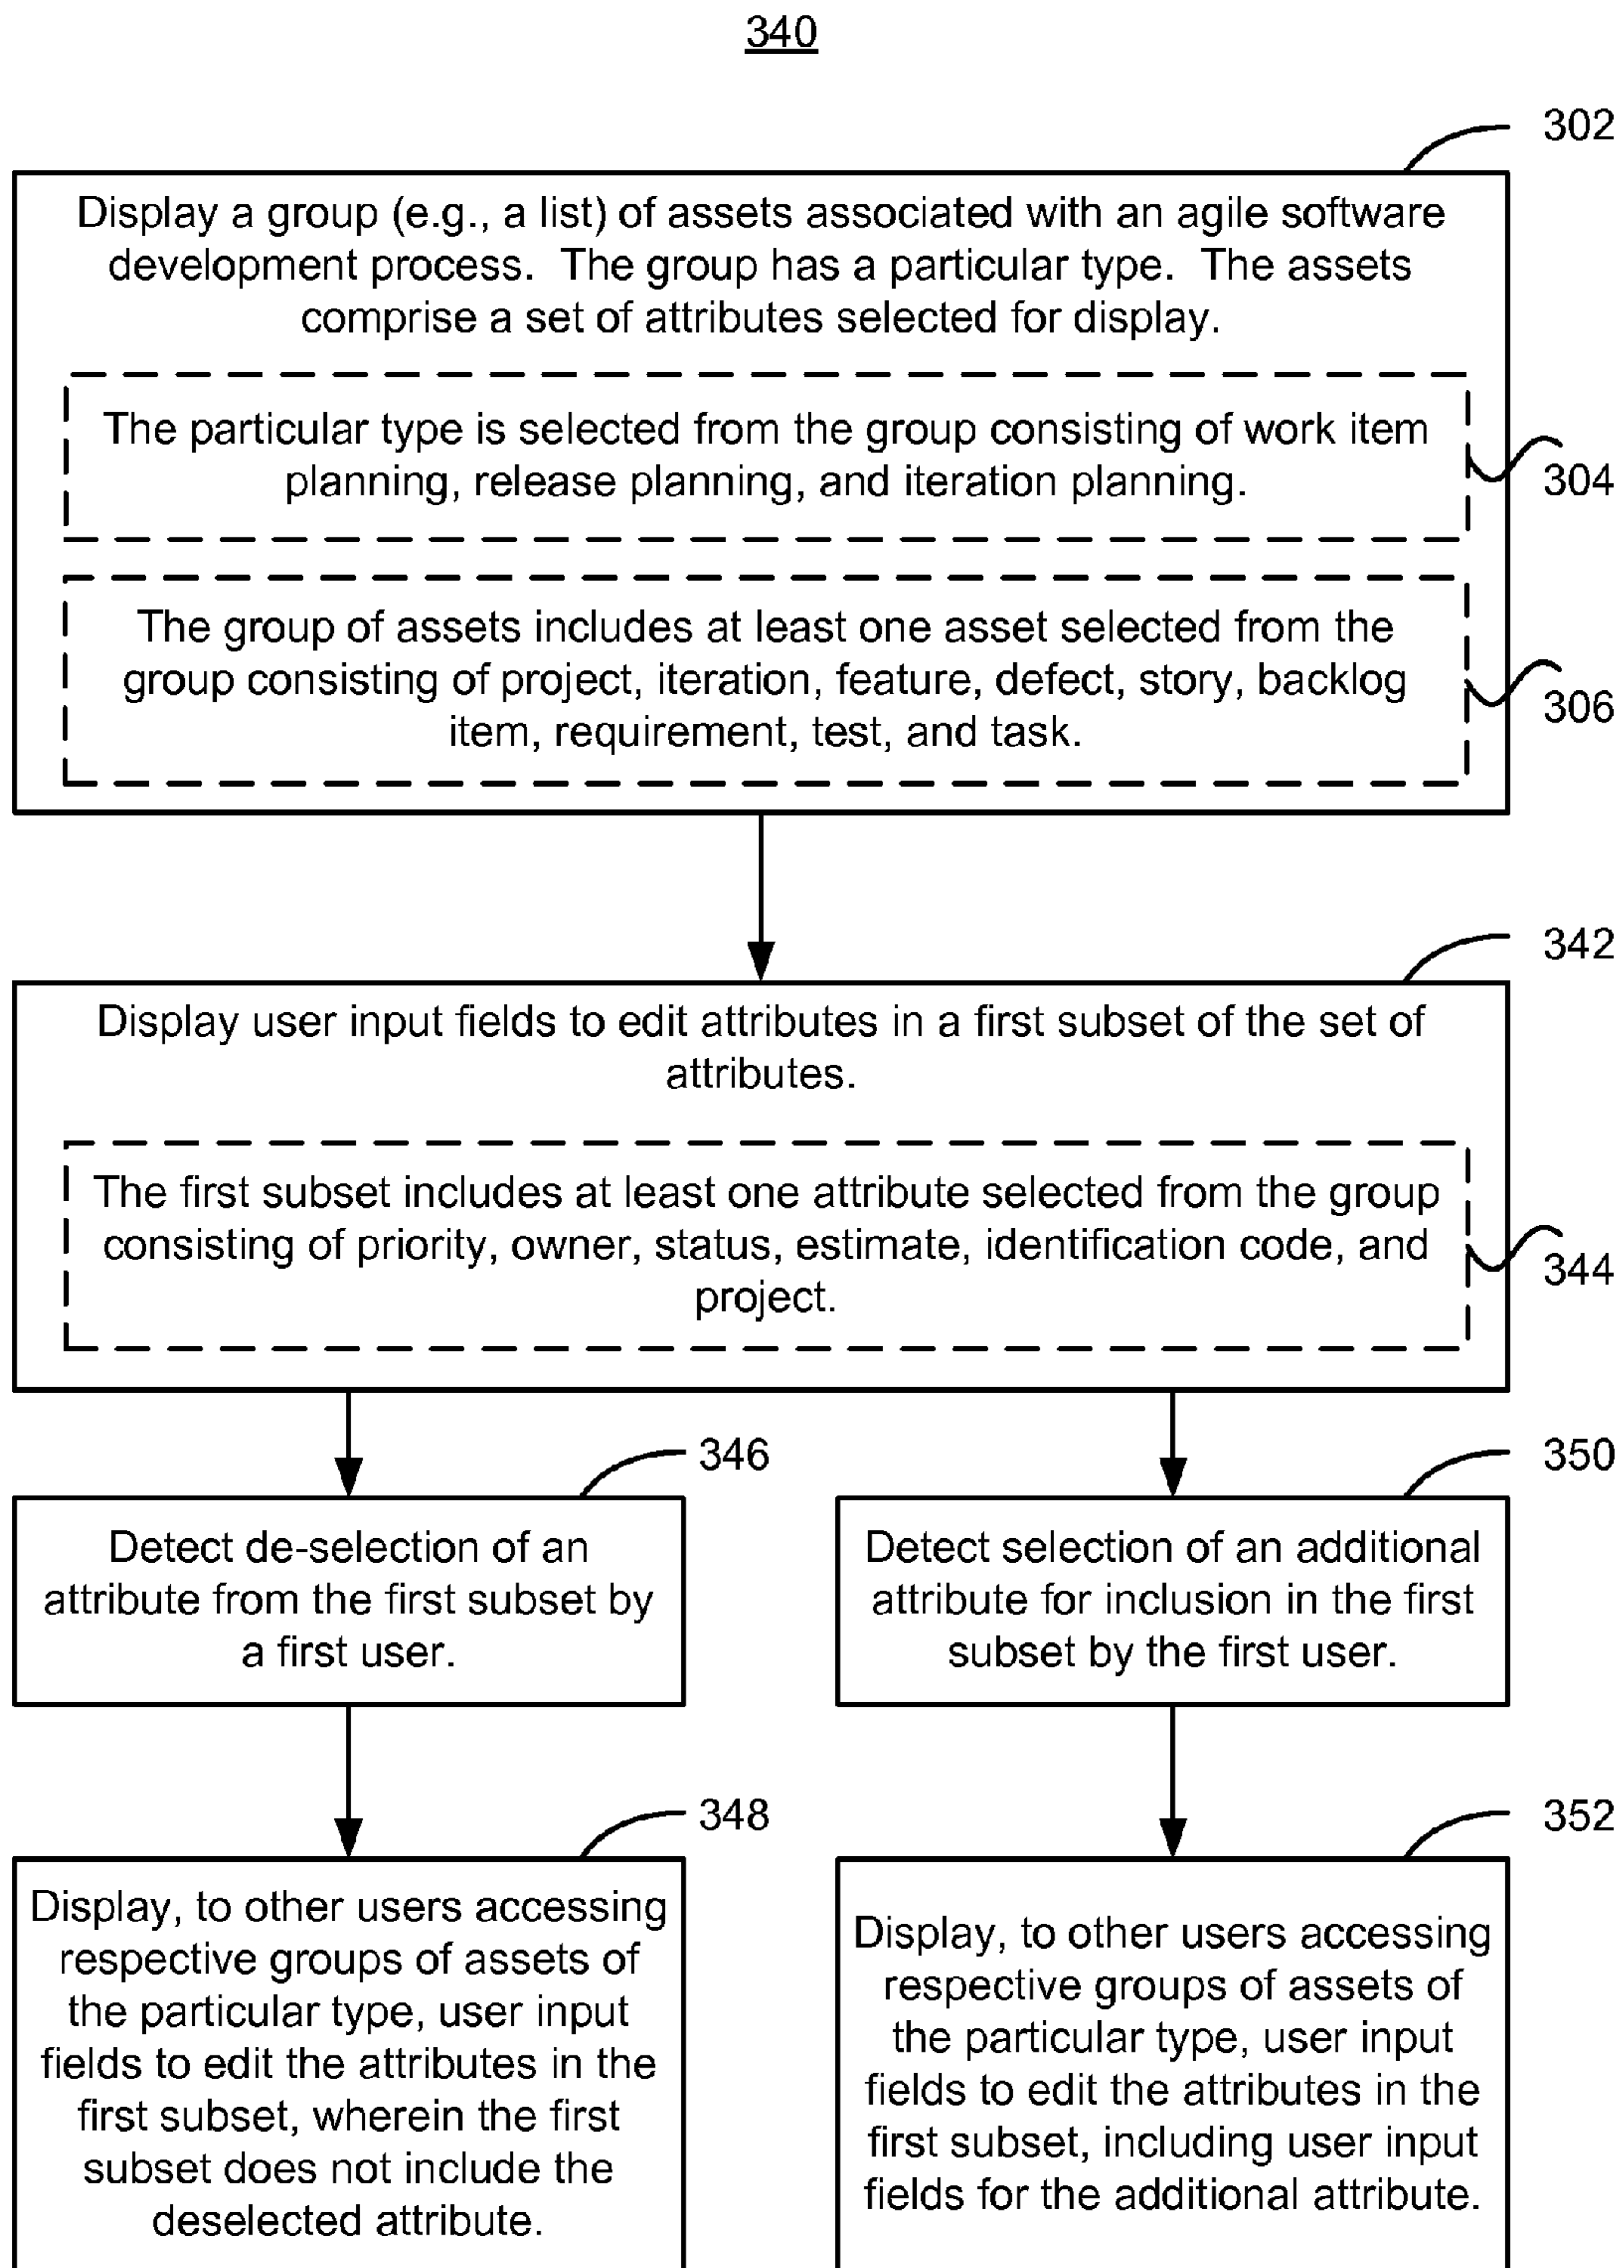 340
302
Display a group (e.g., a list) of assets associated with an agile software
development process.  The group has a particular type.  The assets
comprise a set of attributes selected for display.
The particular type is selected from the group consisting of work item
planning, release planning, and iteration planning.
304
The group of assets includes at least one asset selected from the
group consisting of project, iteration, feature, defect, story, backlog
item, requirement, test, and task.
306
342
Display user input fields to edit attributes in a first subset of the set of
attributes.
The first subset includes at least one attribute selected from the group
consisting of priority, owner, status, estimate, identification code, and
project.
344
346
Detect de-selection of an
attribute from the first subset by
a first user.
350
Detect selection of an additional
attribute for inclusion in the first
subset by the first user.
348
Display, to other users accessing
respective groups of assets of
the particular type, user input
fields to edit the attributes in the
first subset, wherein the first
subset does not include the
deselected attribute.
352
Display, to other users accessing
respective groups of assets of
the particular type, user input
fields to edit the attributes in the
first subset, including user input
fields for the additional attribute.